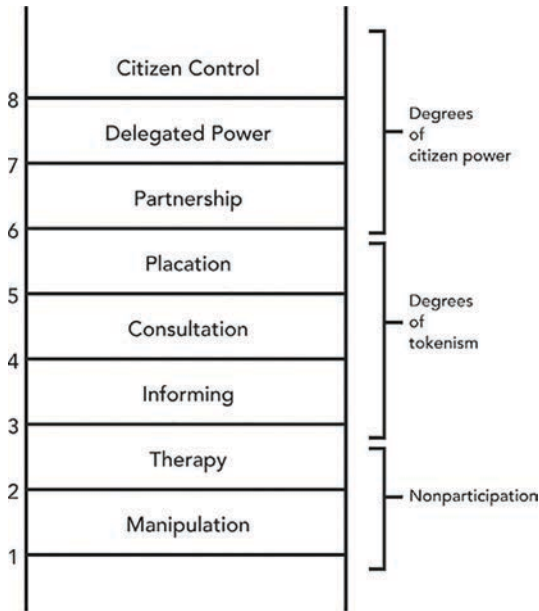 Citizen Control
8
Delegated Power
7
Partnership
6
Placation
5
Consultation
4
Informing
3
Therapy
2
Manipulation
1
Degrees
of
citizen power
Degrees
of
tokenism
Nonparticipation